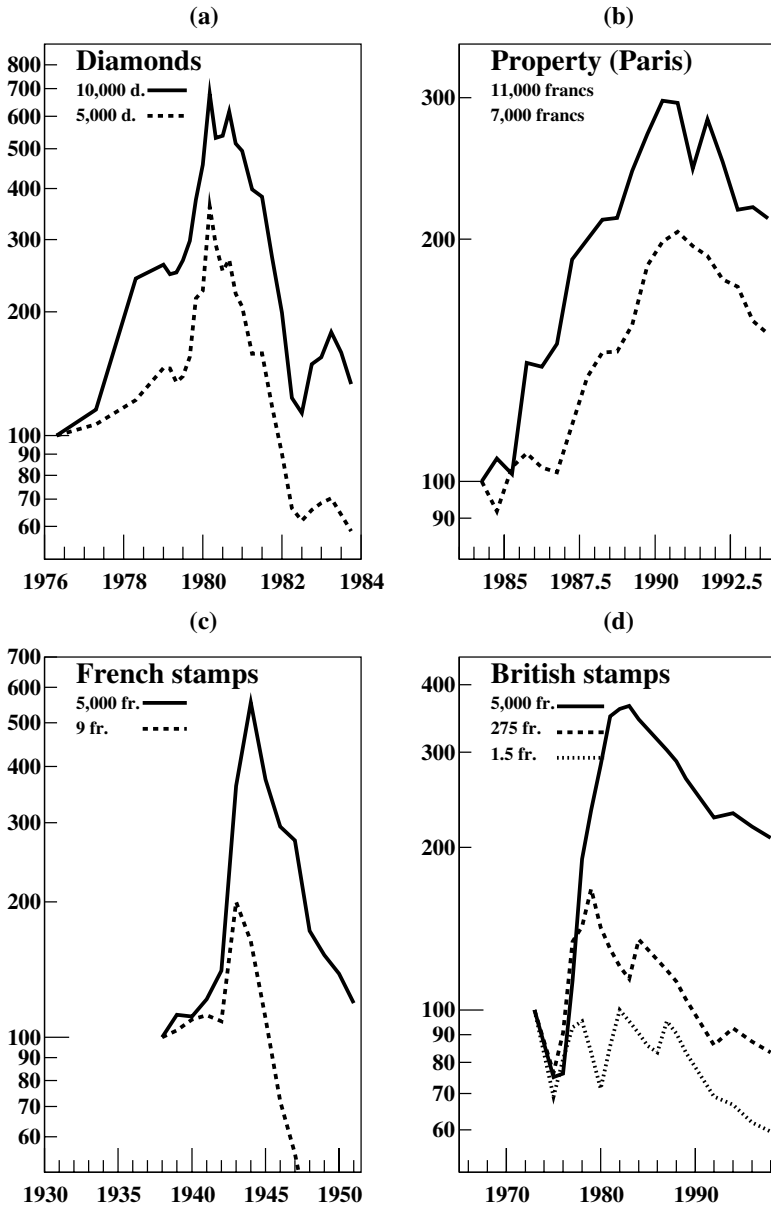 (a)
Diamonds
10,000 d.
5,000 d.
800
700
600
500
400
300
200
100
90
80
70
60
1976 1978 1980 1982 1984
(b)
Property (Paris)
11,000 francs
7,000 francs
300
200
100
90
1985 1987.5 1990 1992.5
(c)
French stamps
5,000 fr.
9 fr.
700
600
500
400
300
200
100
90
80
70
60
1930 1935 1940 1945 1950
(d)
British stamps
5,000 fr.
275 fr.
1.5 fr.
400
300
200
100
90
80
70
60
1970 1980 1990